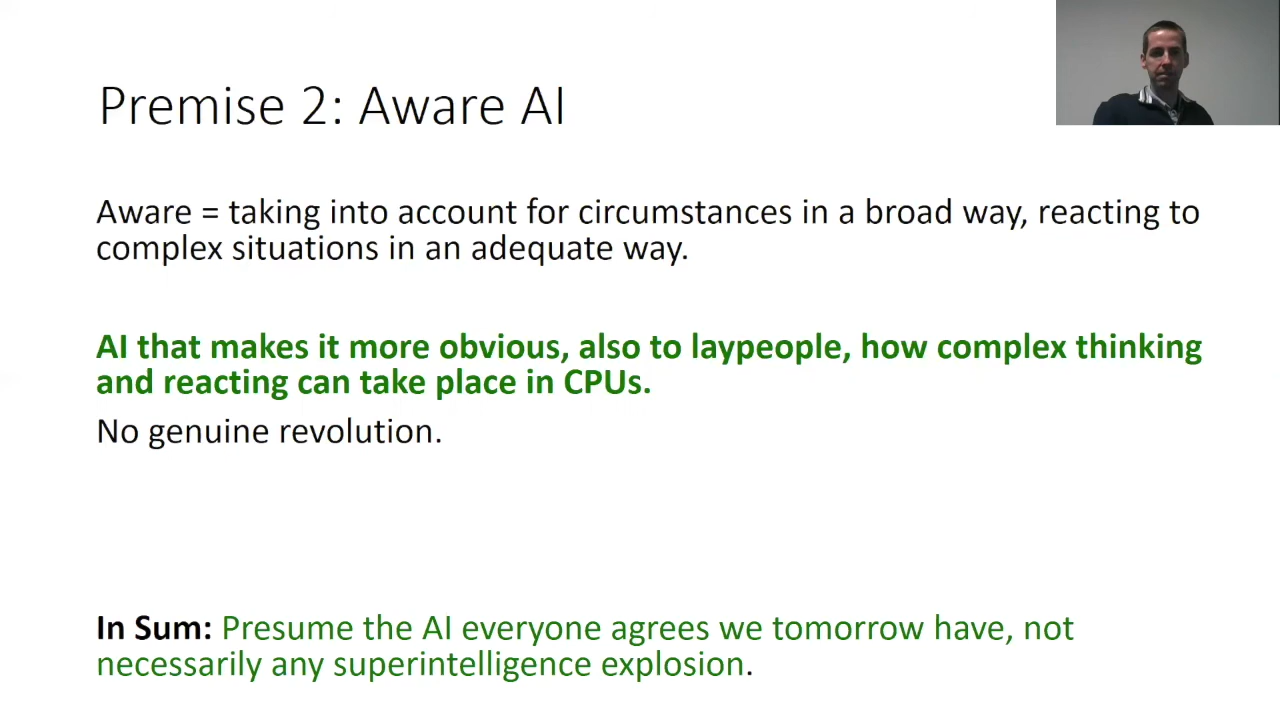 Premise 2: Aware AI
Aware = taking into account for circumstances in a broad way, reacting to
complex situations in an adequate way.
AI that makes it more obvious, also to laypeople, how complex thinking
and reacting can take place in CPUs.
No genuine revolution.
In Sum: Presume the AI everyone agrees we tomorrow have, not
necessarily any superintelligence explosion.